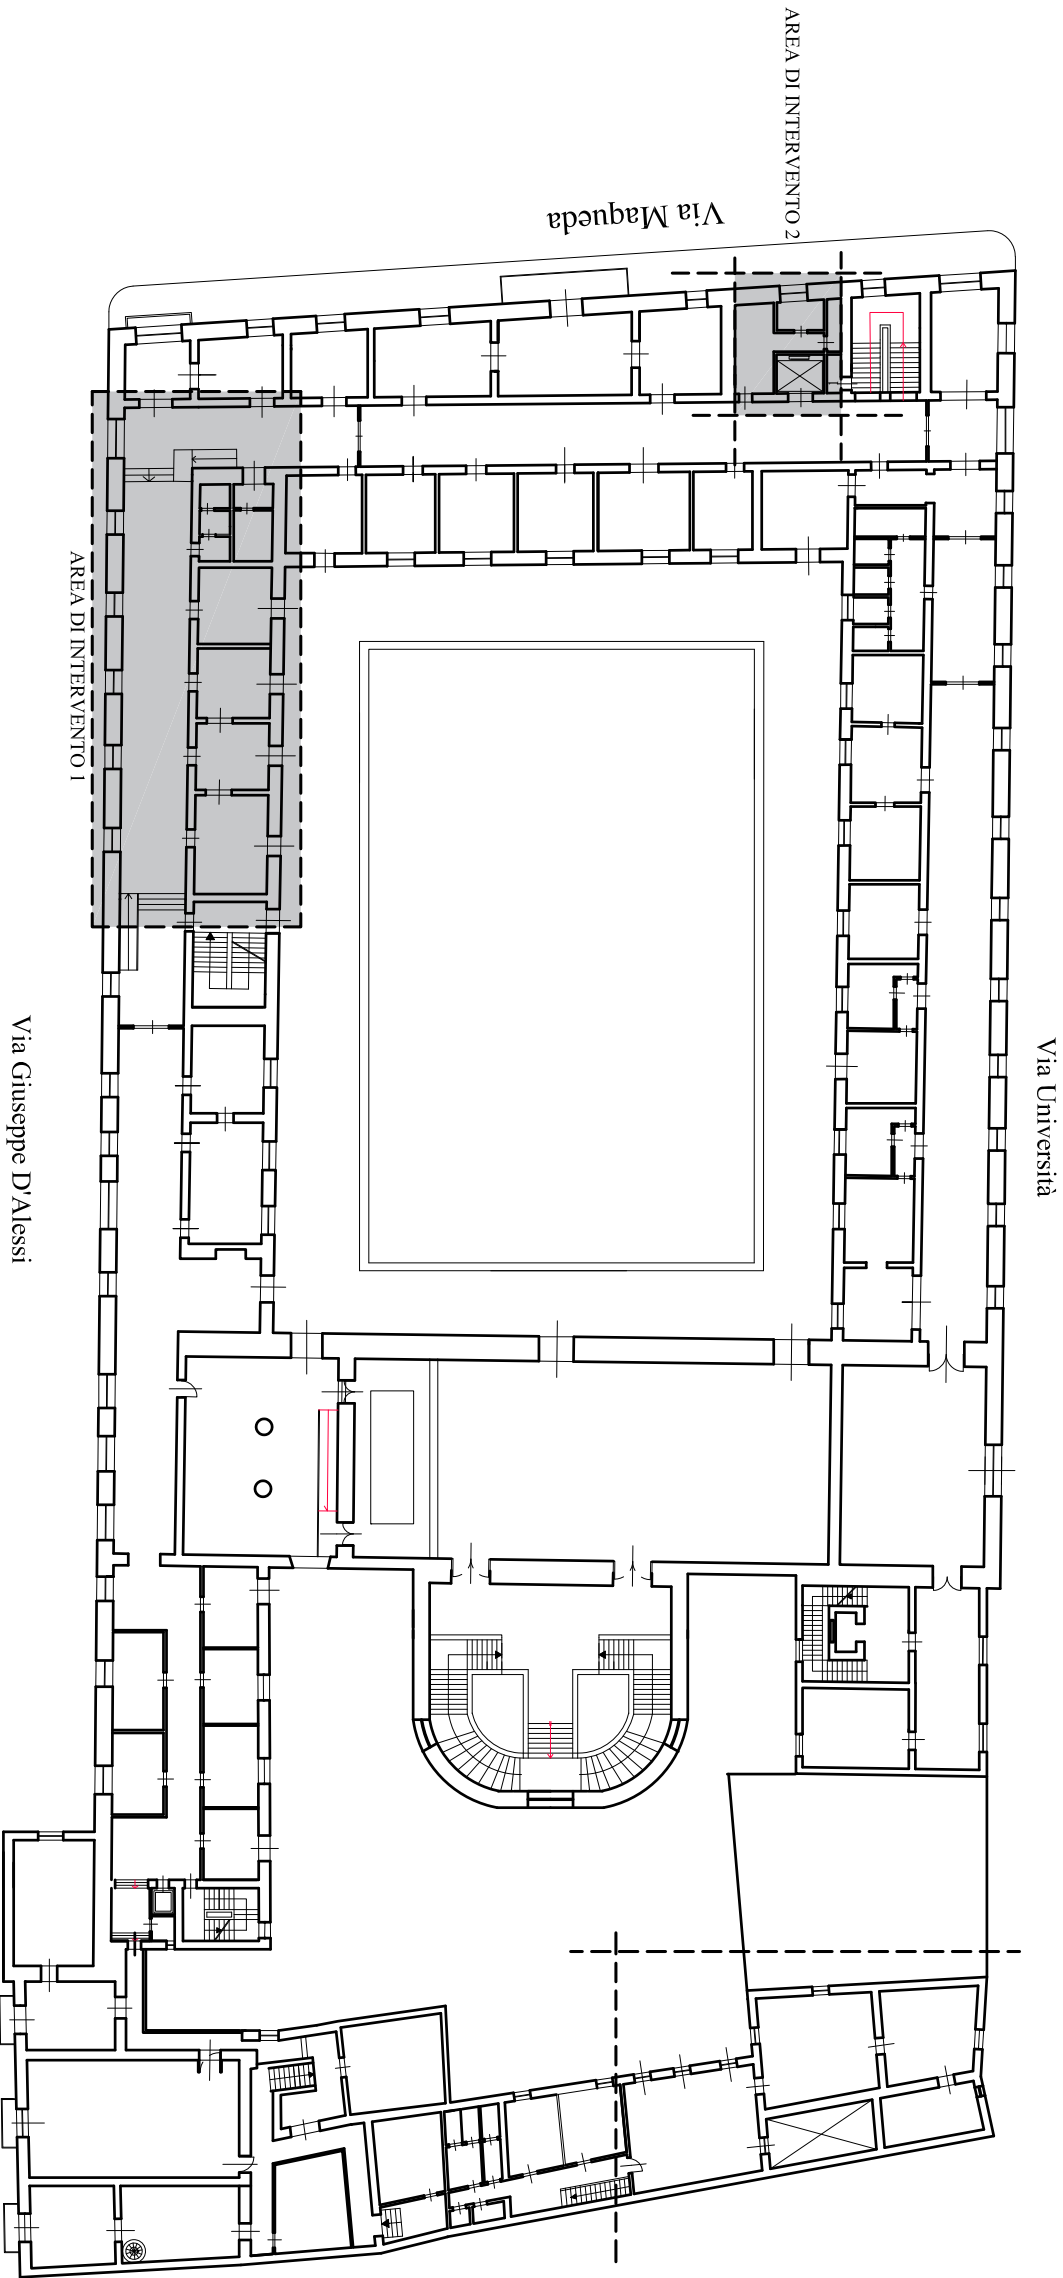 AREA DI INTERVENTO 2
Via Maqueda
AREA DI INTERVENTO 1
Via Giuseppe D'Alessi
Via Università